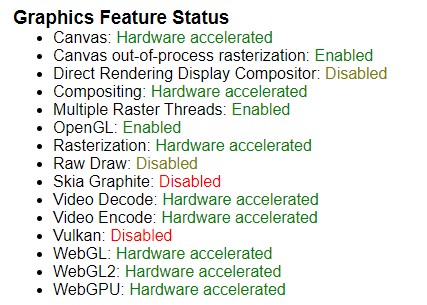 Graphics Feature Status
• Canvas: Hardware accelerated
• Canvas out-of-process rasterization: Enabled
• Direct Rendering Display Compositor: Disabled
• Compositing: Hardware accelerated
• Multiple Raster Threads: Enabled
• OpenGL: Enabled
• Rasterization: Hardware accelerated
• Raw Draw: Disabled
• Skia Graphite: Disabled
• Video Decode: Hardware accelerated
• Video Encode: Hardware accelerated
• Vulkan: Disabled
• WebGL: Hardware accelerated
• WebGL2: Hardware accelerated
• WebGPU: Hardware accelerated